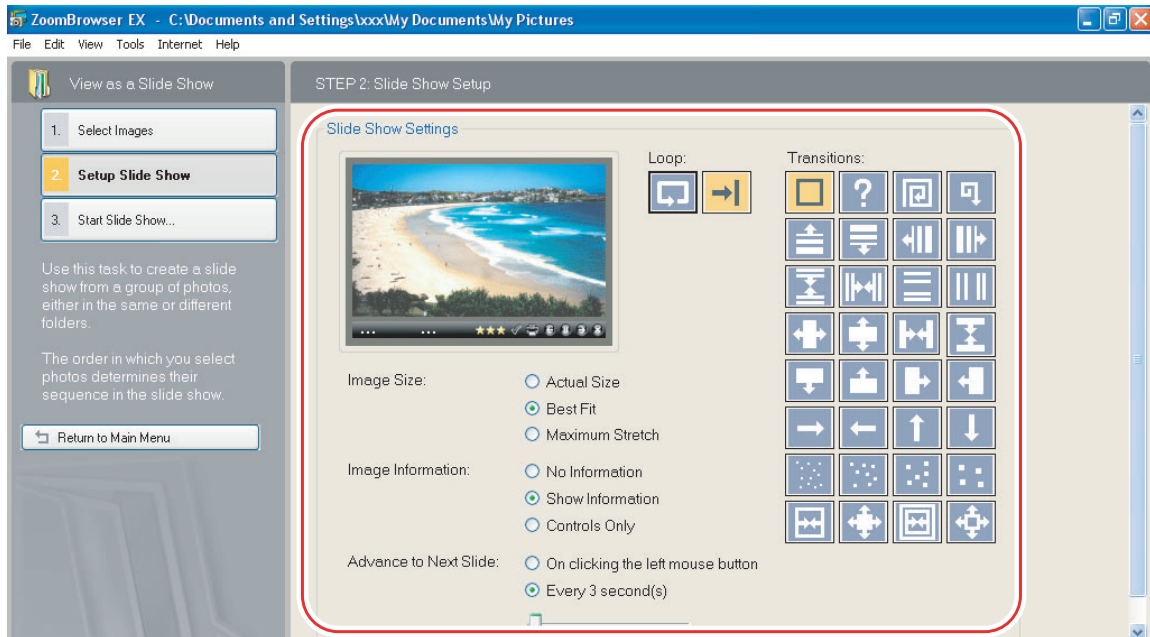 ZoomBrowser EX - C:\Documents and Settings\xxx\My Documents\My Pictures
File Edit View Tools Internet Help
View as a Slide Show
1. Select Images
2. Setup Slide Show
3. Start Slide Show...
Use this task to create a slide
show from a group of photos,
either in the same or different
folders.
The order in which you select
photos determines their
sequence in the slide show.
Return to Main Menu
STEP 2: Slide Show Setup
Slide Show Settings
Loop:
Transitions:
?
... ...
Image Size:
Actual Size
Best Fit
Maximum Stretch
Image Information:
No Information
Show Information
Controls Only
Advance to Next Slide:
On clicking the left mouse button
Every 3 second(s)